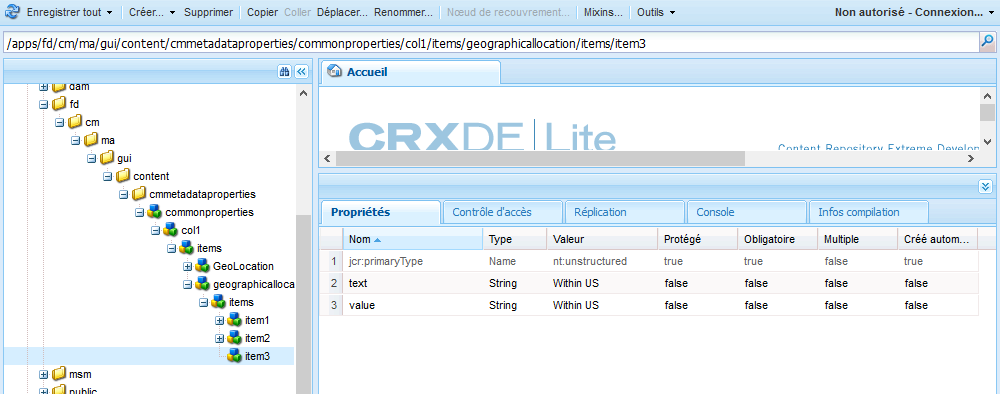 Enregistrer tout Créer... Supprimer Copier Coller Déplacer... Renommer... Nœud de recouvrement... Mixins... Outils Non autorisé - Connexion...
/apps/fd/cm/ma/gui/content/cmmetadataproperties/commonproperties/col1/items/geographicallocation/items/item3
dam
fd
cm
ma
gui
content
cmmetadataproperties
commonproperties
col1
items
GeoLocation
geographicalloca
items
item1
item2
item3
msm
public
Accueil
CRXDE Lite
Content Repository Extreme Develop
Propriétés Contrôle d'accès Réplication Console Infos compilation
Nom Type Valeur Protégé Obligatoire Multiple Créé autom...
1 jcr:primaryType Name nt:unstructured true true false true
2 text String Within US false false false false
3 value String Within US false false false false